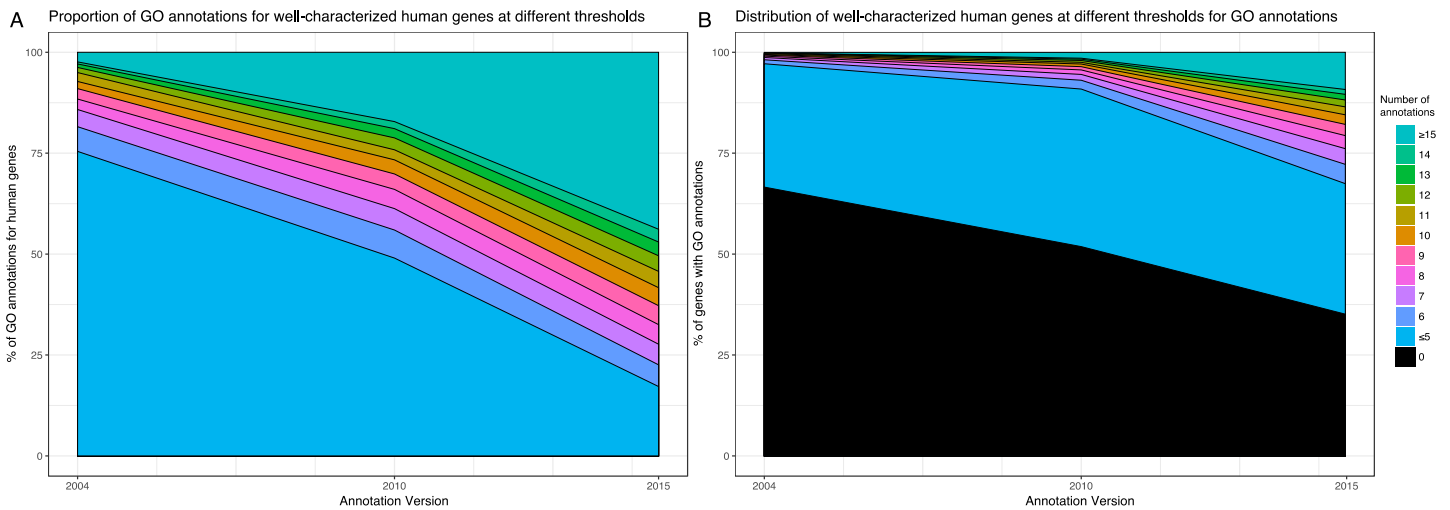 A
Proportion of GO annotations for well-characterized human genes at different thresholds
100
75
50
25
0
% of GO annotations for human genes
2004
2010
2015
Annotation Version
B
Distribution of well-characterized human genes at different thresholds for GO annotations
100
75
50
25
0
% of genes with GO annotations
2004
2010
2015
Annotation Version
Number of
annotations
≥15
14
13
12
11
10
9
8
7
6
≤5
0